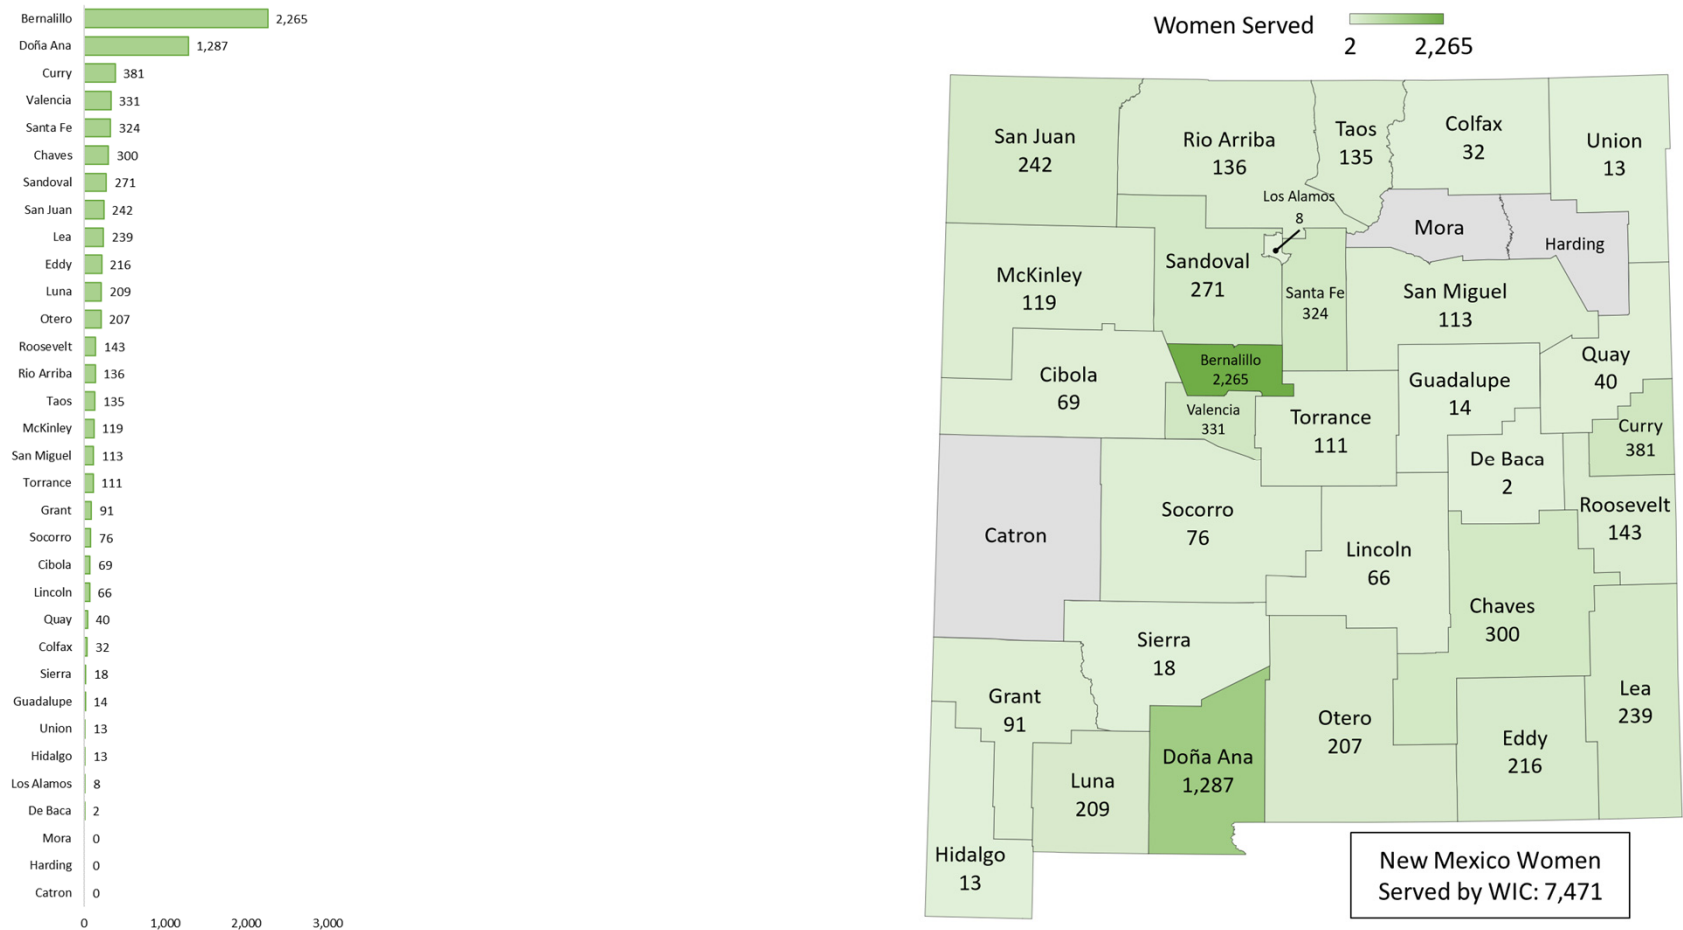 Bernalillo 2,265
Doña Ana 1,287
Curry 381
Valencia 331
Santa Fe 324
Chaves 300
Sandoval 271
San Juan 242
Lea 239
Eddy 216
Luna 209
Otero 207
Roosevelt 143
Rio Arriba 136
Taos 135
McKinley 119
San Miguel 113
Torrance 111
Grant 91
Socorro 76
Cibola 69
Lincoln 66
Quay 40
Colfax 32
Sierra 18
Guadalupe 14
Union 13
Hidalgo 13
Los Alamos 8
De Baca 2
Mora 0
Harding 0
Catron 0
0 1,000 2,000 3,000
Women Served
2 2,265
San Juan
242
Rio Arriba
136
Taos
135
Colfax
32
Union
13
Los Alamos
8
Mora
Harding
McKinley
119
Sandoval
271
Santa Fe
324
San Miguel
113
Cibola
69
Bernalillo
2,265
Valencia
331
Torrance
111
Guadalupe
14
Quay
40
Curry
381
De Baca
2
Roosevelt
143
Catron
Socorro
76
Lincoln
66
Chaves
300
Sierra
18
Grant
91
Lea
239
Otero
207
Eddy
216
Doña Ana
1,287
Luna
209
Hidalgo
13
New Mexico Women
Served by WIC: 7,471